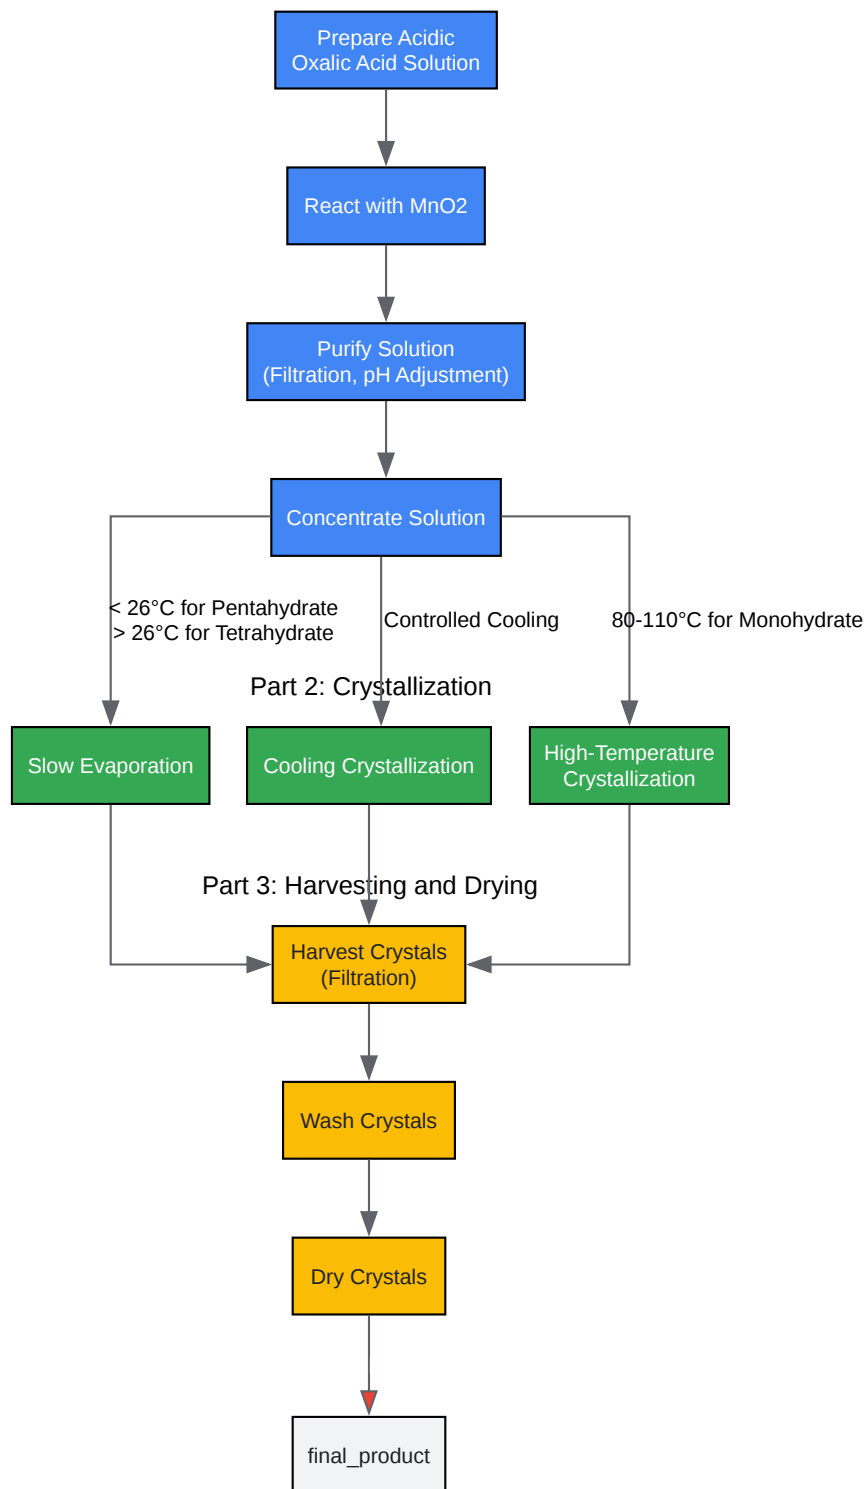 Prepare Acidic
Oxalic Acid Solution
React with MnO2
Purify Solution
(Filtration, pH Adjustment)
Concentrate Solution
< 26°C for Pentahydrate
> 26°C for Tetrahydrate
Controlled Cooling
80-110°C for Monohydrate
Part 2: Crystallization
Slow Evaporation
Cooling Crystallization
High-Temperature
Crystallization
Part 3: Harvesting and Drying
Harvest Crystals
(Filtration)
Wash Crystals
Dry Crystals
final_product